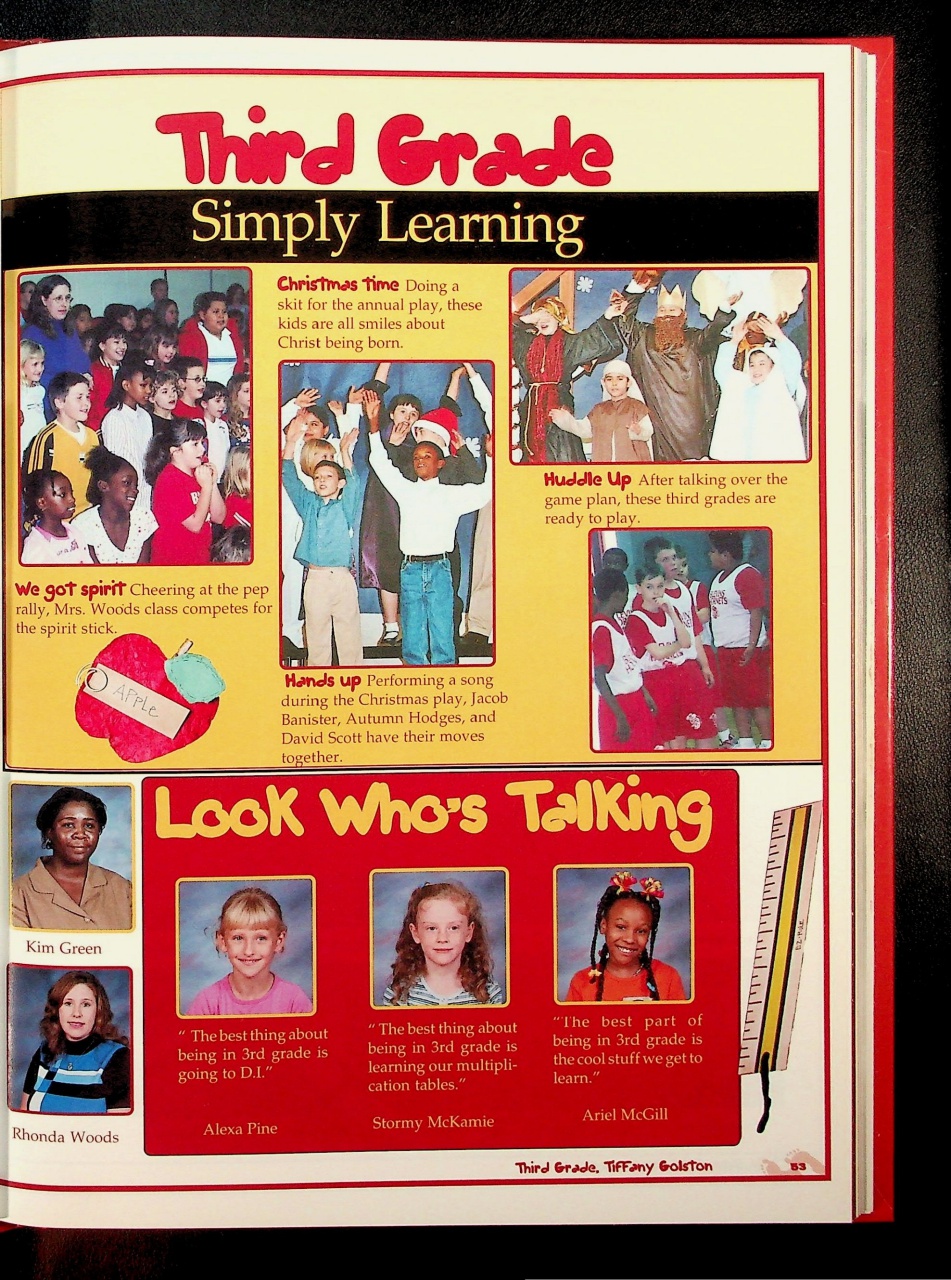 Third Grade
Simply Learning
Christmas time Doing a
skit for the annual play, these
kids are all smiles about
Christ being born.
Huddle Up After talking over the
game plan, these third grades are
ready to play.
We got spirit Cheering at the pep
rally, Mrs. Woods class competes for
the spirit stick.
APPLe
Hands up Performing a song
during the Christmas play, Jacob
Banister, Autumn Hodges, and
David Scott have their moves
together.
Look Who's Talking
Kim Green
Rhonda Woods
" The best thing about
being in 3rd grade is
going to D.I."
Alexa Pine
" The best thing about
being in 3rd grade is
learning our multipli-
cation tables."
Stormy McKamie
"The best part of
being in 3rd grade is
the cool stuff we get to
learn."
Ariel McGill
Third Grade, Tiffany Golston
53